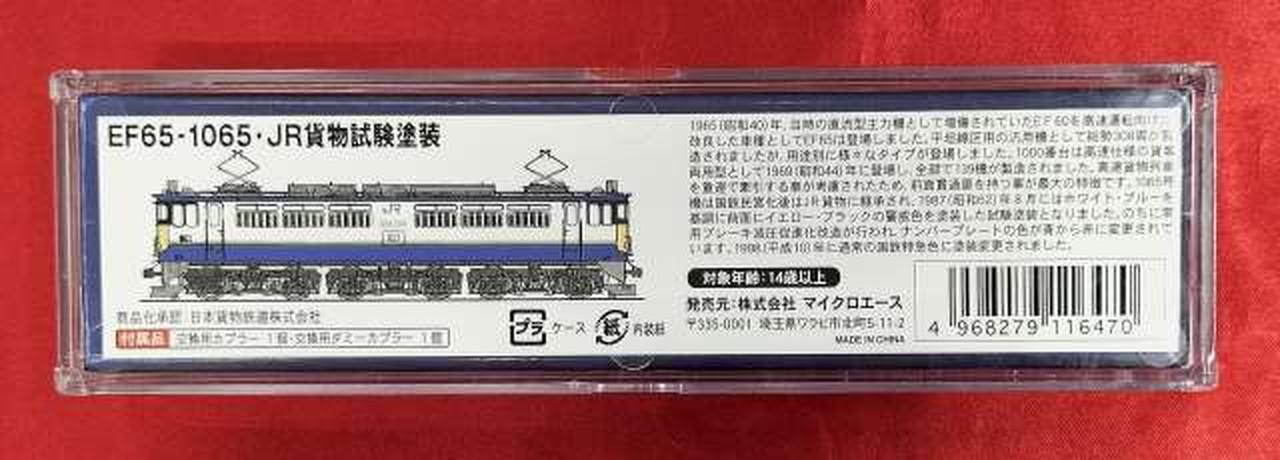 EF65-1065・JR貨物試験塗装
1965(昭和40)年、当時の直流型主力機として増備されていたEF60を高速運転向けに
改良した車種としてEF65は登場しました。平坦線区用の汎用機として総勢308両が製
造されましたが、用途別に様々なタイプが登場しました。1000番台は高速仕様の貨客
両用型として1969(昭和44)年に登場し、全部で139機が製造されました。高速貨物列車
を重連で牽引する事が考慮されたため、前面貫通扉を持つ事が最大の特徴です。1065号
機は国鉄民営化後はJR貨物に継承され、1987(昭和62)年8月にはホワイト・ブルーを
基調に前面にイエロー・ブラックの警戒色を塗装した試験塗装となりました。のちに常
用ブレーキ減圧促進化改造が行われ、ナンバープレートの色が青から赤に変更されて
います。1998(平成10)年に通常の国鉄特急色に塗装変更されました。
JR
対象年齢:14歳以上
商品化承認 日本貨物鉄道株式会社
付属品 交換用カプラー 1個・交換用ダミーカプラー 1個
プラ ケース 紙 内装紙
発売元:株式会社 マイクロエース
〒335-0001 埼玉県ワラビ市北町5-11-2
MADE IN CHINA
4 968279 116470